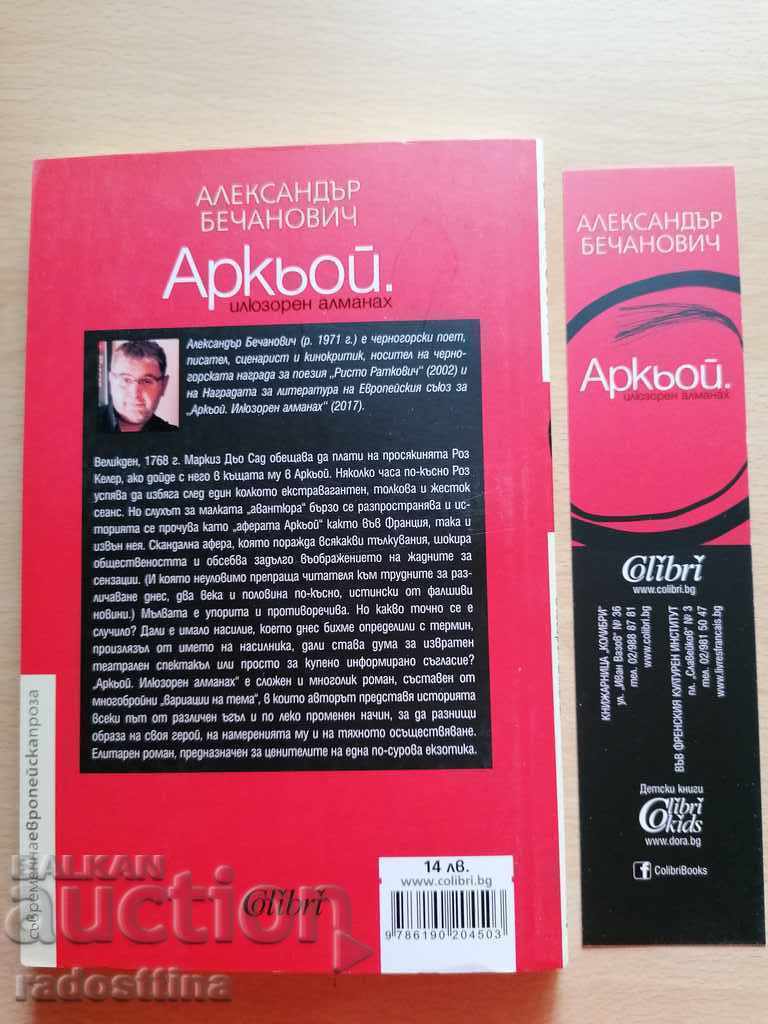 АЛЕКСАНДЪР
БЕЧАНОВИЧ
Аркьой.
илюзорен алманах
Александър Бечанович (р. 1971 г.) е черногорски поет,
писател, сценарист и кинокритик, носител на черно-
горската награда за поезия „Ристо Раткович“ (2002) и
на Наградата за литература на Европейския съюз за
„Аркьой. Илюзорен алманах“ (2017).
Великден, 1768 г. Маркиз Дьо Сад обещава да плати на просякинята Роз
Келер, ако дойде с него в къщата му в Аркьой. Няколко часа по-късно Роз
успява да избяга след един колкото екстравагантен, толкова и жесток
сеанс. Но слухът за малката „авантюра“ бързо се разпространява и ис-
торията се прочува като „аферата Аркьой“ както във Франция, така и
извън нея. Скандална афера, която поражда всякакви тълкувания, шокира
обществеността и обсебва задълго въображението на жадните за
сензации. (И която неуловимо препраща читателя към трудните за раз-
личаване днес, два века и половина по-късно, истински от фалшиви
новини.) Мълвата е упорита и противоречива. Но какво точно се е
случило? Дали е имало насилие, което днес бихме определили с термин,
произлязъл от името на насилника, дали става дума за извратен
театрален спектакъл или просто за купено информирано съгласие?
„Аркьой. Илюзорен алманах“ е сложен и многолик роман, съставен от
многобройни „вариации на тема“, в които авторът представя историята
всеки път от различен ъгъл и по леко променен начин, за да разнищи
образа на своя герой, на намеренията му и на тяхното осъществяване.
Елитарен роман, предназначен за ценителите на една по-сурова екзотика.
съвременнаевропейскапроза
Colibri
14 лв.
www.colibri.bg
9 786190 204503
АЛЕКСАНДЪР
БЕЧАНОВИЧ
Аркьой.
илюзорен алманах
Colibri
www.colibri.bg
КНИЖАРНИЦА „КОЛИБРИ“
ул. „Иван Вазов“ № 36
тел. 02/988 87 81
www.colibri.bg
ВЪВ ФРЕНСКИЯ КУЛТУРЕН ИНСТИТУТ
пл. „Славейков“ № 3
тел. 02/981 50 47
www.livresfrancais.bg
Детски книги
Colibri
kids
www.dora.bg
f ColibriBooks
BALKAN
auction
radosttina